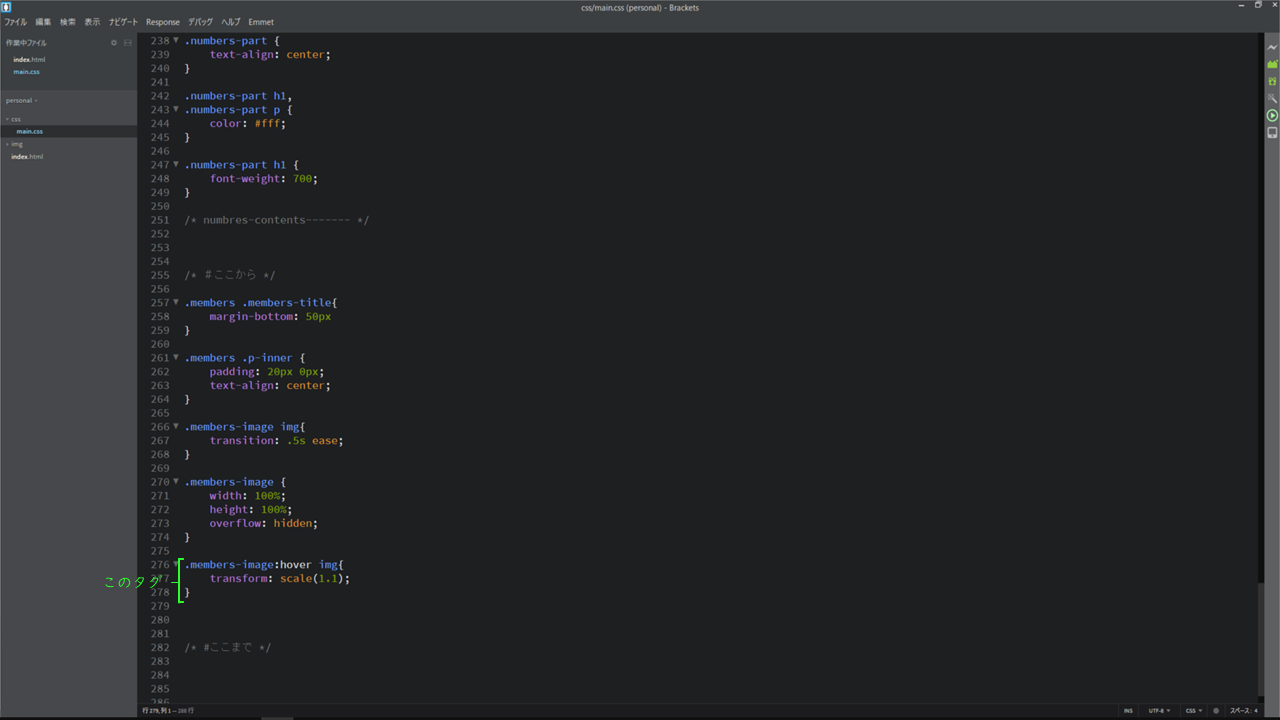 css/main.css (personal) - Brackets
ファイル 編集 検索 表示 ナビゲート Response デバッグ ヘルプ Emmet
作業中ファイル
index.html
main.css
personal
css
main.css
img
index.html
238 .numbers-part {
239 text-align: center;
240 }
241
242 .numbers-part h1,
243 .numbers-part p {
244 color: #fff;
245 }
246
247 .numbers-part h1 {
248 font-weight: 700;
249 }
250
251 /* numbres-contents------- */
252
253
254
255 /* #ここから */
256
257 .members .members-title{
258 margin-bottom: 50px
259 }
260
261 .members .p-inner {
262 padding: 20px 0px;
263 text-align: center;
264 }
265
266 .members-image img{
267 transition: .5s ease;
268 }
269
270 .members-image {
271 width: 100%;
272 height: 100%;
273 overflow: hidden;
274 }
275
276 .members-image:hover img{
このタグ
277 transform: scale(1.1);
278 }
279
280
281
282 /* #ここまで */
283
284
285
286
行 279, 列 1 — 288 行
INS UTF-8 CSS スペース: 4